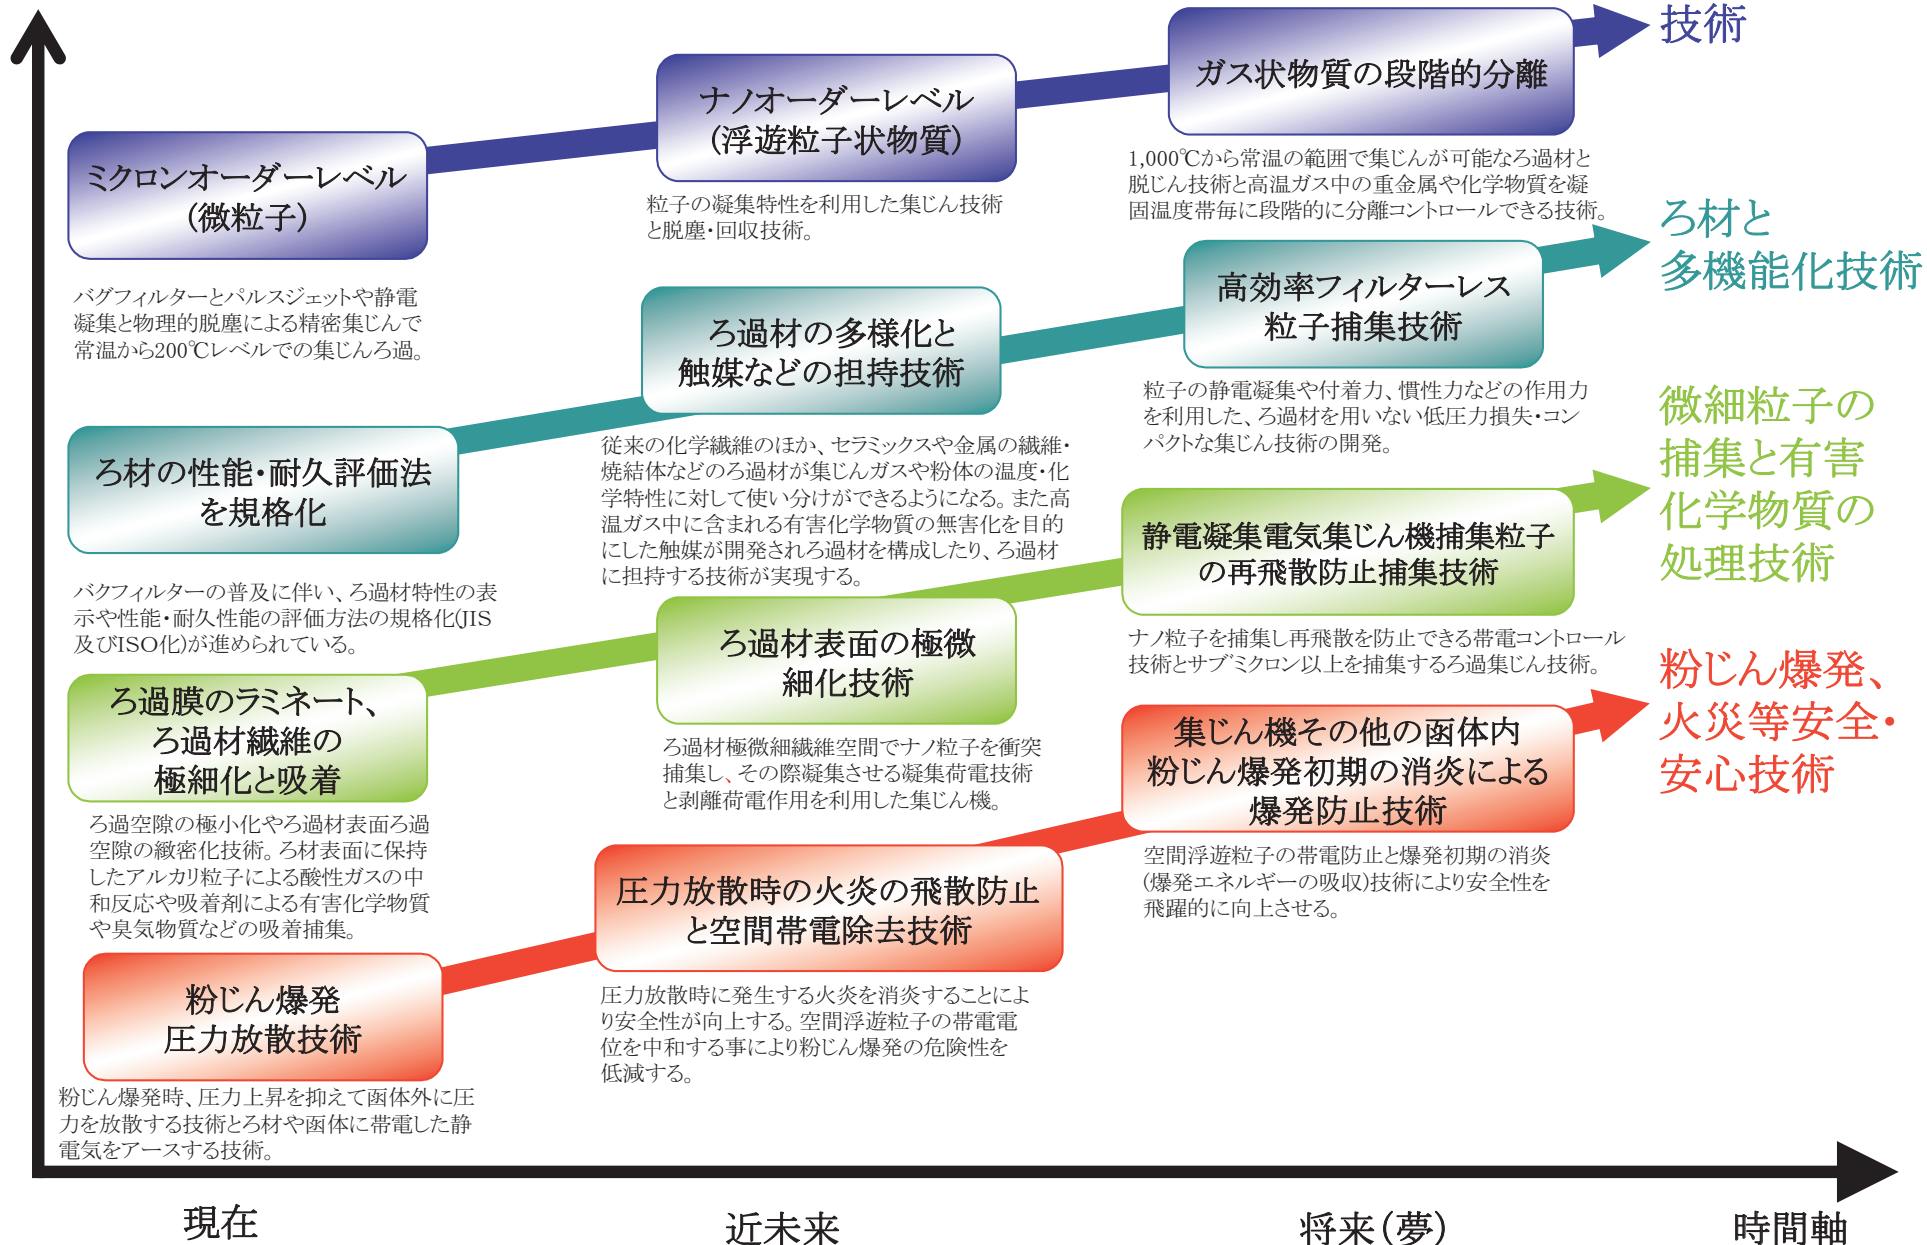 技術
ガス状物質の段階的分離
1,000℃から常温の範囲で集じんが可能なろ過材と
脱じん技術と高温ガス中の重金属や化学物質を凝
固温度帯毎に段階的に分離コントロールできる技術。
ナノオーダーレベル
(浮遊粒子状物質)
粒子の凝集特性を利用した集じん技術
と脱塵・回収技術。
ミクロンオーダーレベル
(微粒子)
バグフィルターとパルスジェットや静電
凝集と物理的脱塵による精密集じんで
常温から200℃レベルでの集じんろ過。
ろ材と
多機能化技術
高効率フィルターレス
粒子捕集技術
粒子の静電凝集や付着力、慣性力などの作用力
を利用した、ろ過材を用いない低圧力損失・コン
パクトな集じん技術の開発。
ろ過材の多様化と
触媒などの担持技術
従来の化学繊維のほか、セラミックスや金属の繊維・
焼結体などのろ過材が集じんガスや粉体の温度・化
学特性に対して使い分けができるようになる。また高
温ガス中に含まれる有害化学物質の無害化を目的
にした触媒が開発されろ過材を構成したり、ろ過材
に担持する技術が実現する。
ろ材の性能・耐久評価法
を規格化
バクフィルターの普及に伴い、ろ過材特性の表
示や性能・耐久性能の評価方法の規格化(JIS
及びISO化)が進められている。
微細粒子の
捕集と有害
化学物質の
処理技術
静電凝集電気集じん機捕集粒子
の再飛散防止捕集技術
ナノ粒子を捕集し再飛散を防止できる帯電コントロール
技術とサブミクロン以上を捕集するろ過集じん技術。
ろ過材表面の極微
細化技術
ろ過材極微細繊維空間でナノ粒子を衝突
捕集し、その際凝集させる凝集荷電技術
と剥離荷電作用を利用した集じん機。
ろ過膜のラミネート、
ろ過材繊維の
極細化と吸着
ろ過空隙の極小化やろ過材表面ろ過
空隙の緻密化技術。ろ材表面に保持
したアルカリ粒子による酸性ガスの中
和反応や吸着剤による有害化学物質
や臭気物質などの吸着捕集。
粉じん爆発、
火災等安全・
安心技術
集じん機その他の函体内
粉じん爆発初期の消炎による
爆発防止技術
空間浮遊粒子の帯電防止と爆発初期の消炎
(爆発エネルギーの吸収)技術により安全性を
飛躍的に向上させる。
圧力放散時の火炎の飛散防止
と空間帯電除去技術
圧力放散時に発生する火炎を消炎することによ
り安全性が向上する。空間浮遊粒子の帯電電
位を中和する事により粉じん爆発の危険性を
低減する。
粉じん爆発
圧力放散技術
粉じん爆発時、圧力上昇を抑えて函体外に圧
力を放散する技術とろ材や函体に帯電した静
電気をアースする技術。
現在
近未来
将来(夢)
時間軸